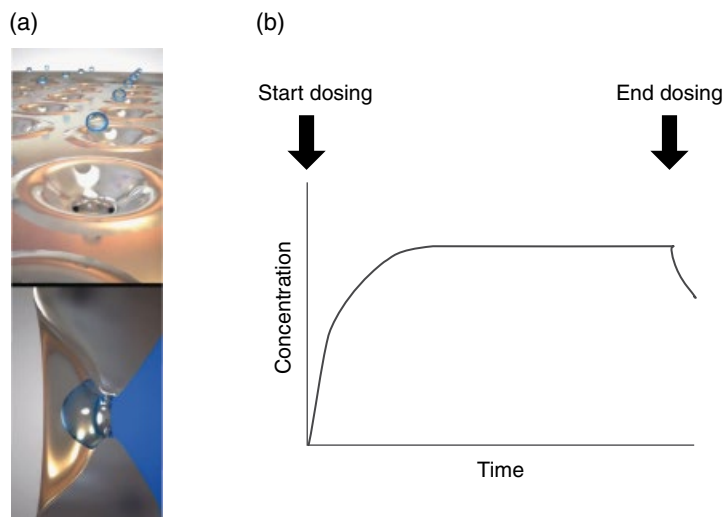 (a)
(b)
Start dosing
End dosing
Concentration
Time